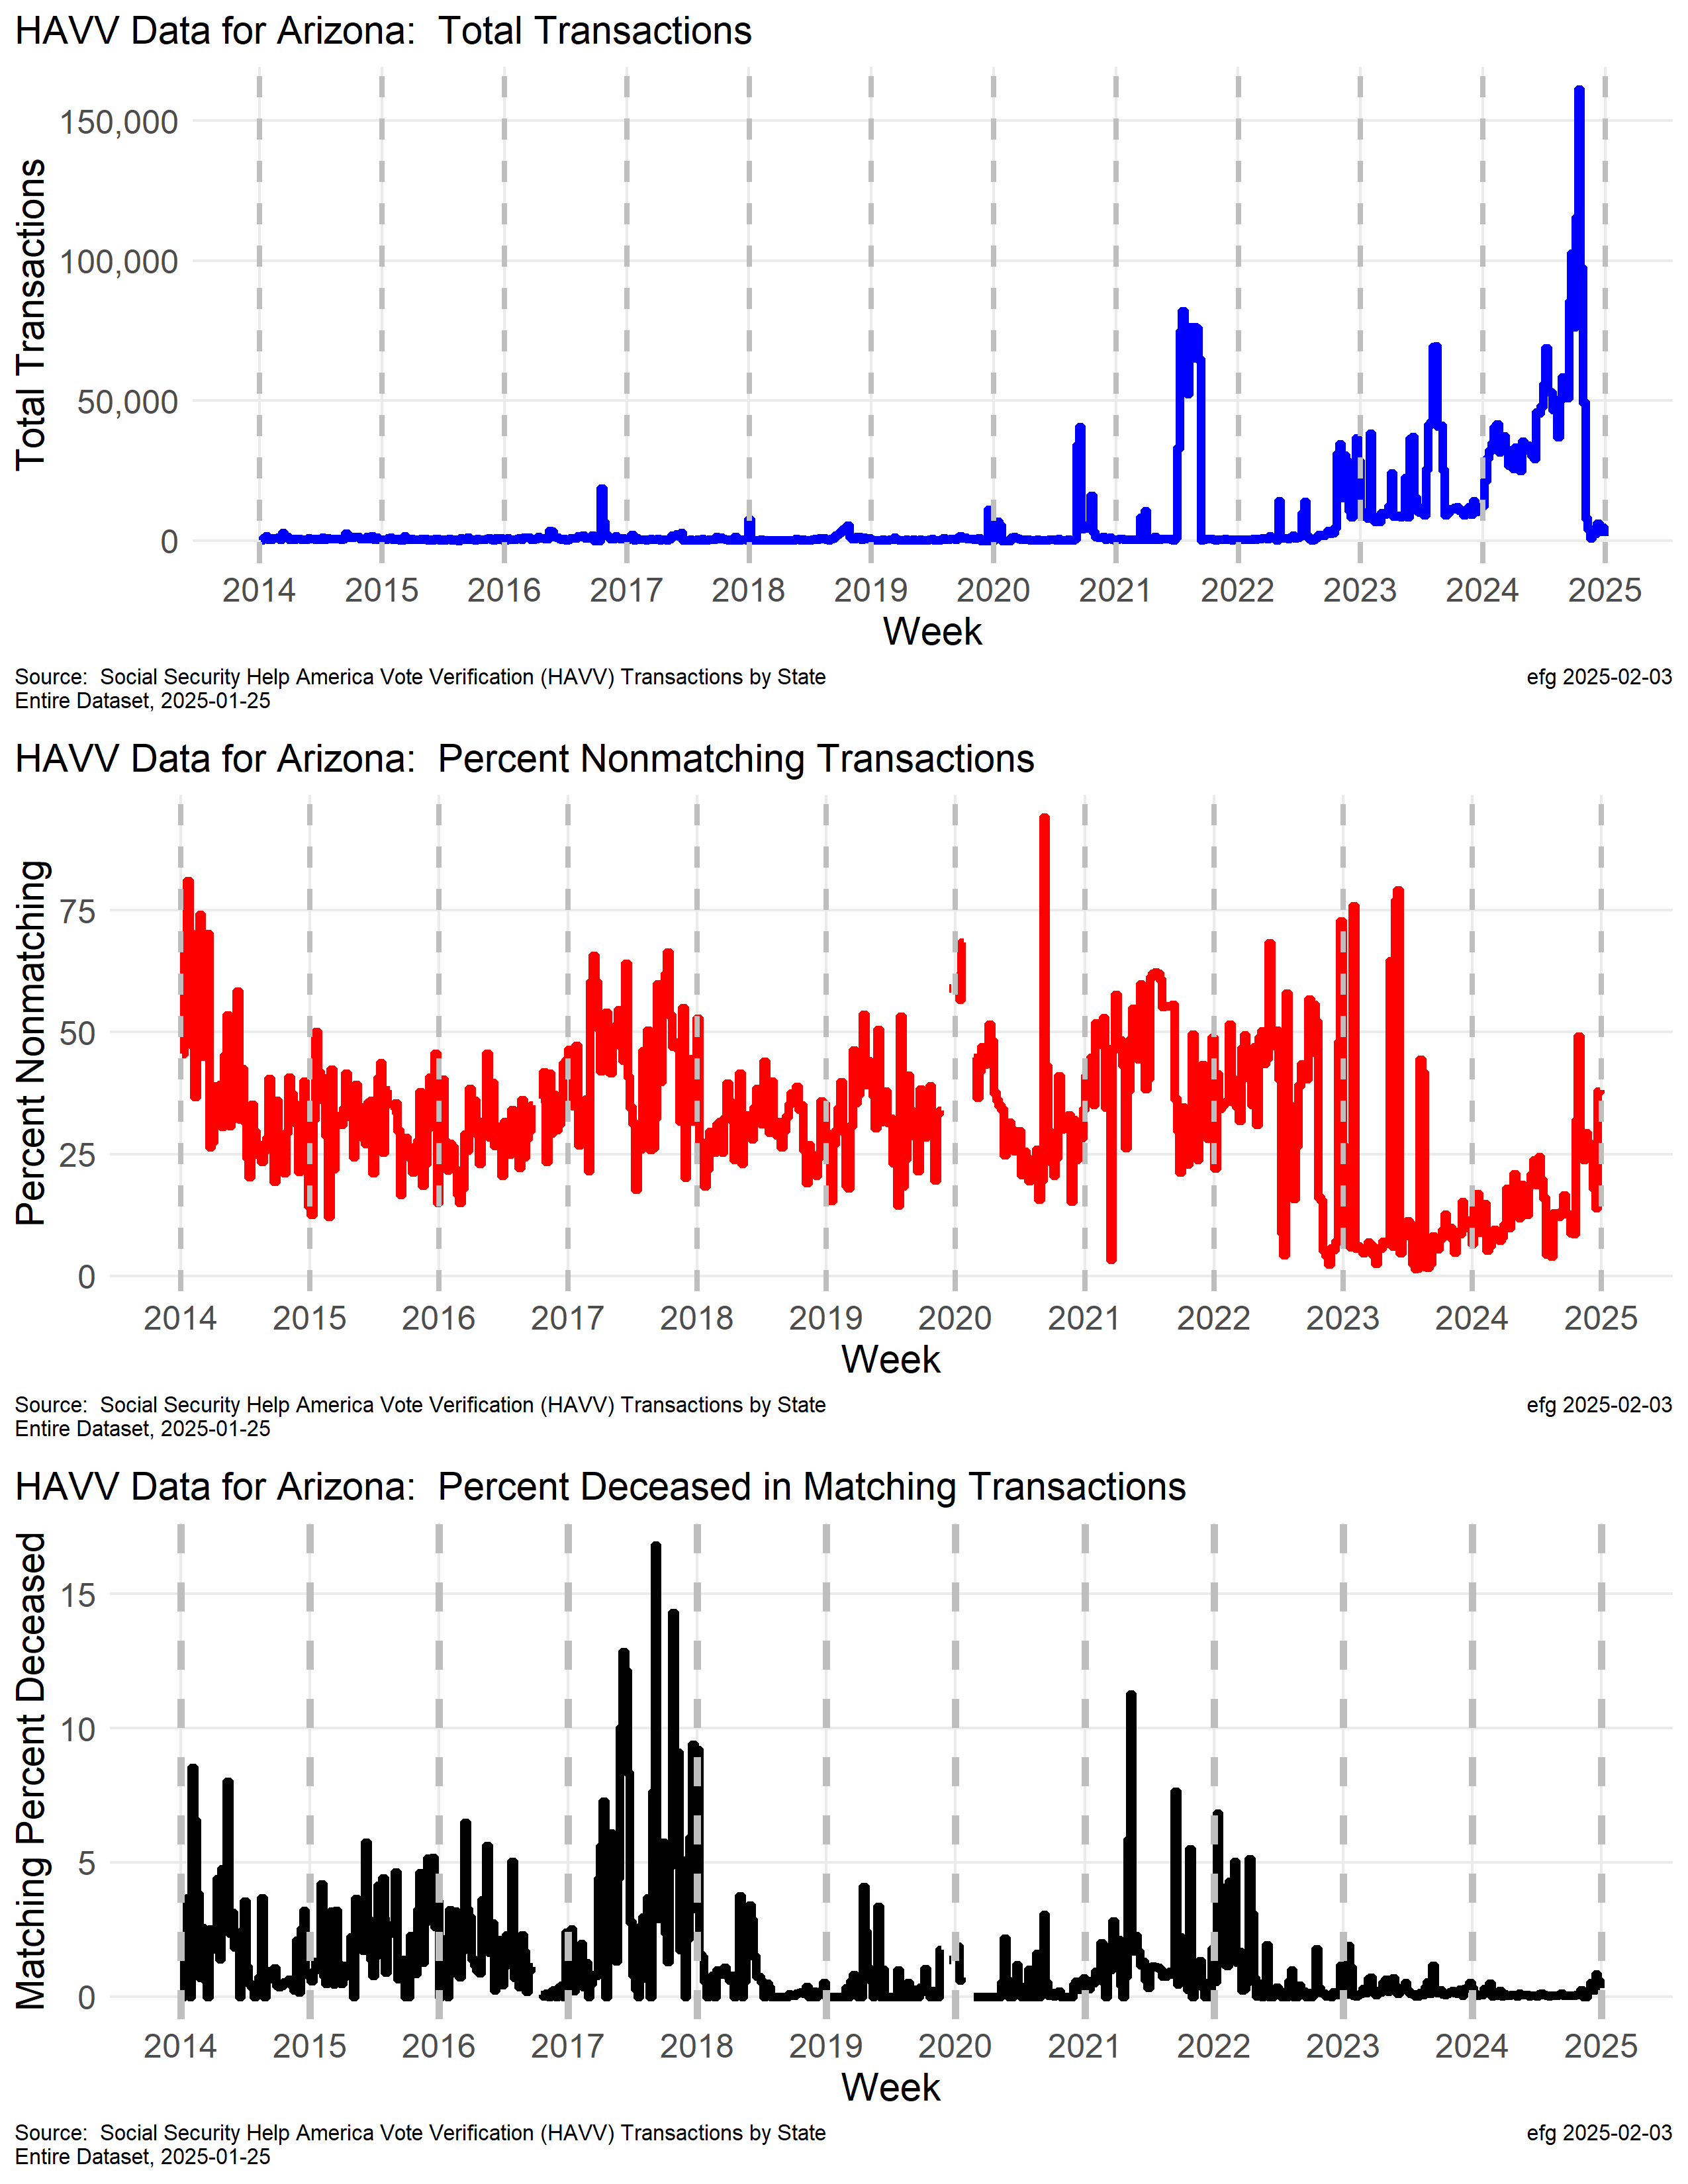 HAVV Data for Arizona:  Total Transactions
Total Transactions
150,000
100,000
50,000
0
2014 2015 2016 2017 2018 2019 2020 2021 2022 2023 2024 2025
Week
Source:  Social Security Help America Vote Verification (HAVV) Transactions by State
Entire Dataset, 2025-01-25
efg 2025-02-03
HAVV Data for Arizona:  Percent Nonmatching Transactions
Percent Nonmatching
75
50
25
0
2014 2015 2016 2017 2018 2019 2020 2021 2022 2023 2024 2025
Week
Source:  Social Security Help America Vote Verification (HAVV) Transactions by State
Entire Dataset, 2025-01-25
efg 2025-02-03
HAVV Data for Arizona:  Percent Deceased in Matching Transactions
Matching Percent Deceased
15
10
5
0
2014 2015 2016 2017 2018 2019 2020 2021 2022 2023 2024 2025
Week
Source:  Social Security Help America Vote Verification (HAVV) Transactions by State
Entire Dataset, 2025-01-25
efg 2025-02-03